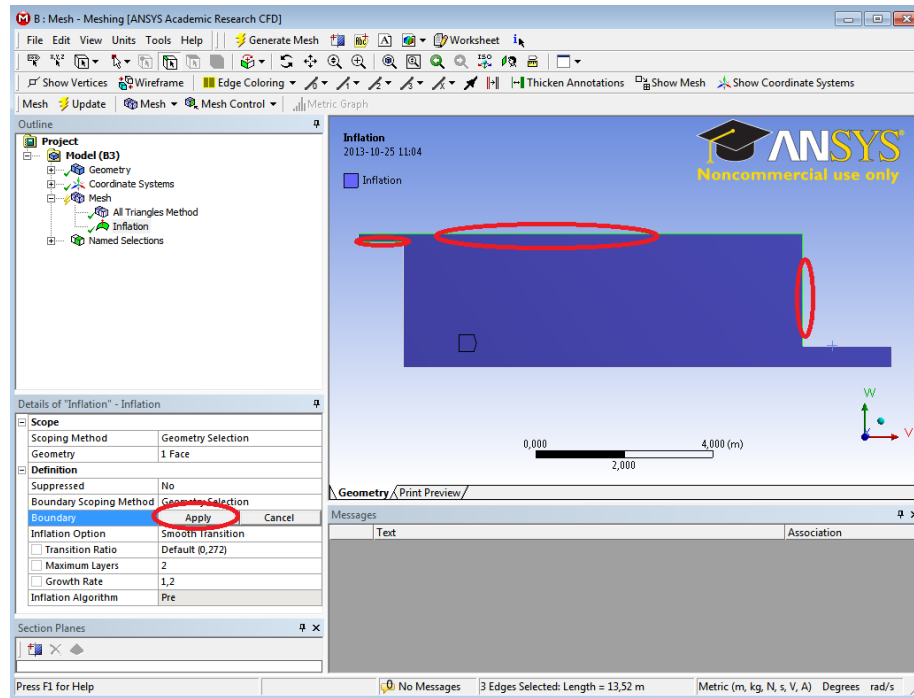 B : Mesh - Meshing [ANSYS Academic Research CFD]
File Edit View Units Tools Help Generate Mesh A Worksheet i
Show Vertices Wireframe Edge Coloring Thicken Annotations Show Mesh Show Coordinate Systems
Mesh Update Mesh Mesh Control Metric Graph
Outline
Project
Model (B3)
Geometry
Coordinate Systems
Mesh
All Triangles Method
Inflation
Named Selections
Inflation
2013-10-25 11:04
Inflation
ANSYS
Noncommercial use only
W
V
0,000 4,000 (m)
2,000
Geometry Print Preview
Details of "Inflation" - Inflation
Scope
Scoping Method Geometry Selection
Geometry 1 Face
Definition
Suppressed No
Boundary Scoping Method Geometry Selection
Boundary Apply Cancel
Inflation Option Smooth Transition
Transition Ratio Default (0,272)
Maximum Layers 2
Growth Rate 1,2
Inflation Algorithm Pre
Messages
Text Association
Section Planes
Press F1 for Help No Messages 3 Edges Selected: Length = 13,52 m Metric (m, kg, N, s, V, A) Degrees rad/s